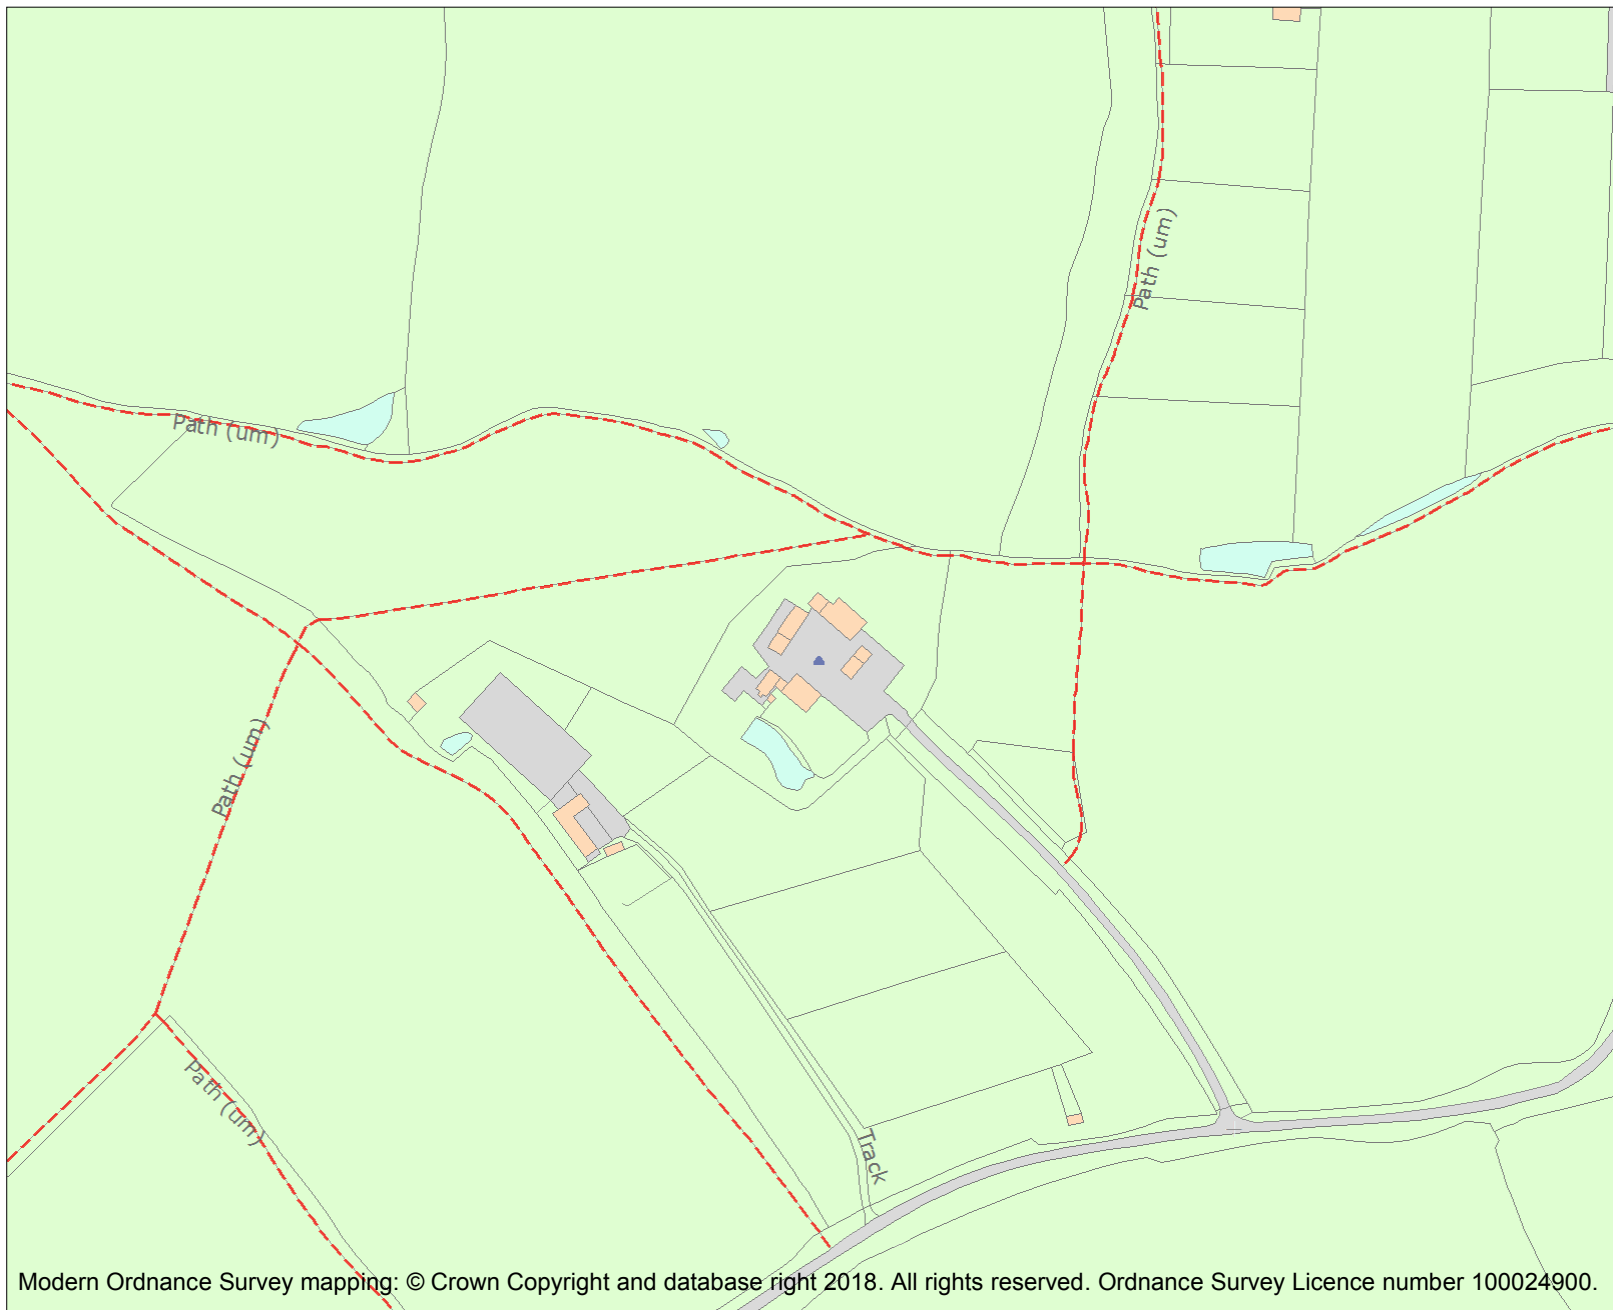 Path (um)
Path (um)
Path (um)
Path (um)
Track
Modern Ordnance Survey mapping: © Crown Copyright and database right 2018. All rights reserved. Ordnance Survey Licence number 100024900.